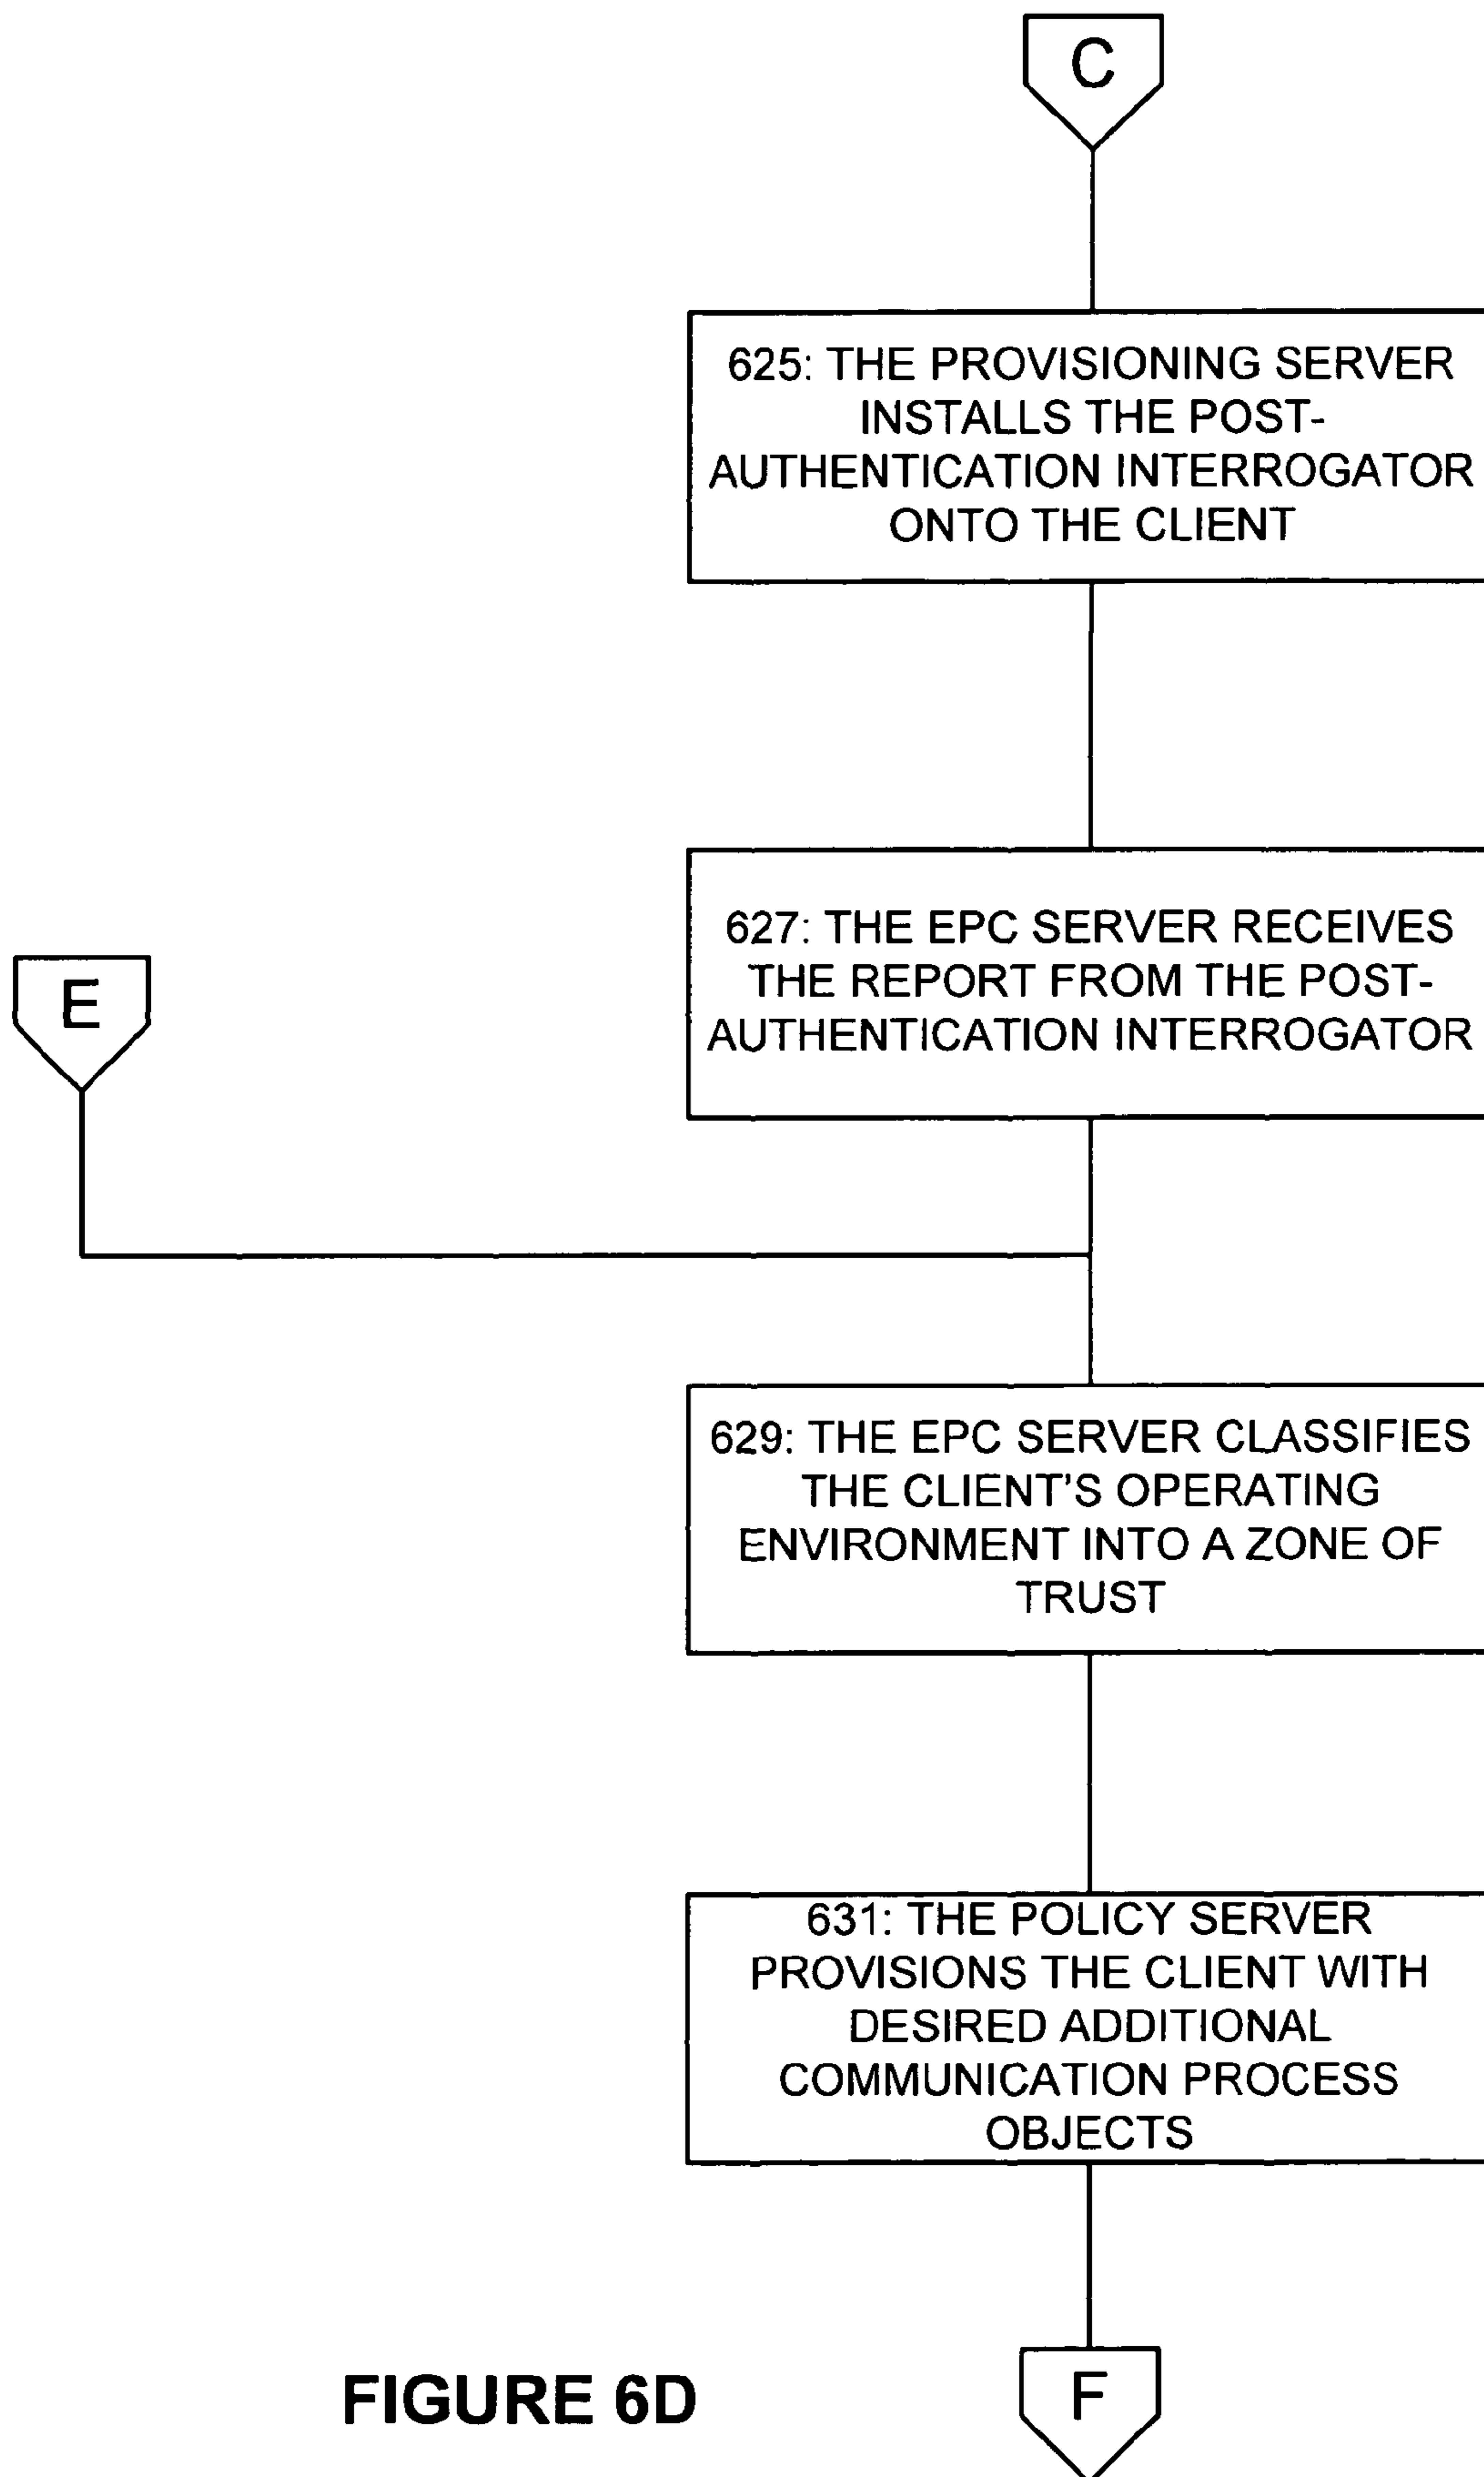 C
625: THE PROVISIONING SERVER
INSTALLS THE POST-
AUTHENTICATION INTERROGATOR
ONTO THE CLIENT
627: THE EPC SERVER RECEIVES
THE REPORT FROM THE POST-
AUTHENTICATION INTERROGATOR
E
629: THE EPC SERVER CLASSIFIES
THE CLIENT'S OPERATING
ENVIRONMENT INTO A ZONE OF
TRUST
631: THE POLICY SERVER
PROVISIONS THE CLIENT WITH
DESIRED ADDITIONAL
COMMUNICATION PROCESS
OBJECTS
FIGURE 6D
F